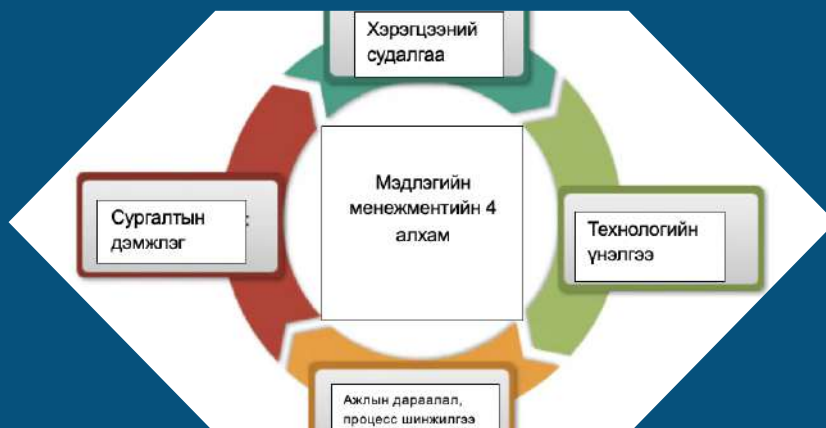 Хэрэгцээний
судалгаа
Мэдлэгийн
менежментийн 4
алхам
Сургалтын
дэмжлэг
Технологийн
үнэлгээ
Ажлын дараалал,
процесс шинжилгээ